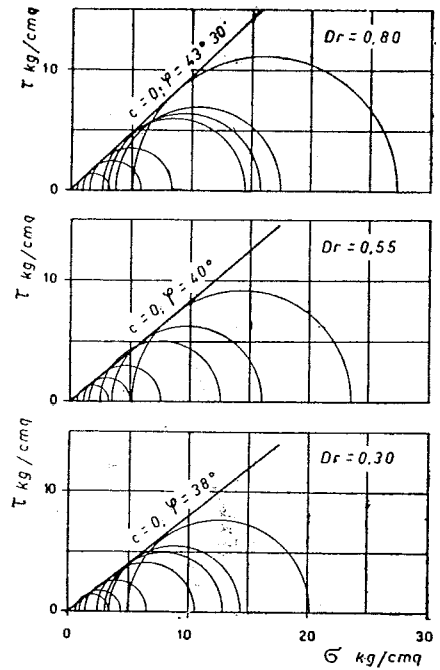 τ kg/cmq
10
0
c=0; φ=43°30'
Dr=0,80
τ kg/cmq
10
0
c=0, φ=40°
Dr=0,55
τ kg/cmq
10
0
c=0, φ=38°
Dr=0,30
0 10 20 30
σ kg/cmq